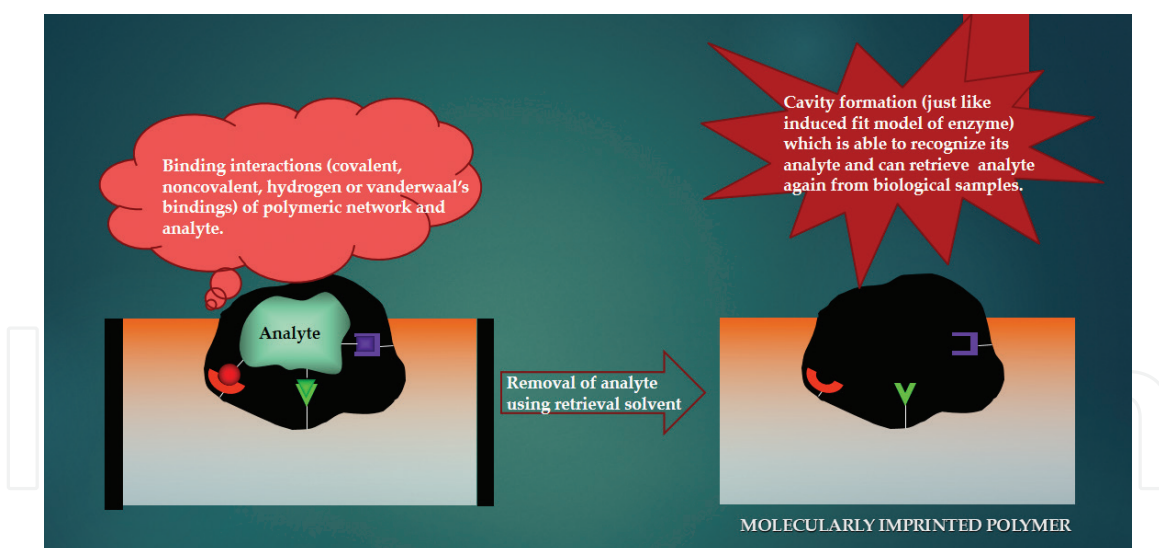 Binding interactions (covalent,
noncovalent, hydrogen or vanderwaal's
bindings) of polymeric network and
analyte.
Cavity formation (just like
induced fit model of enzyme)
which is able to recognize its
analyte and can retrieve analyte
again from biological samples.
Analyte
Removal of analyte
using retrieval solvent
MOLECULARLY IMPRINTED POLYMER